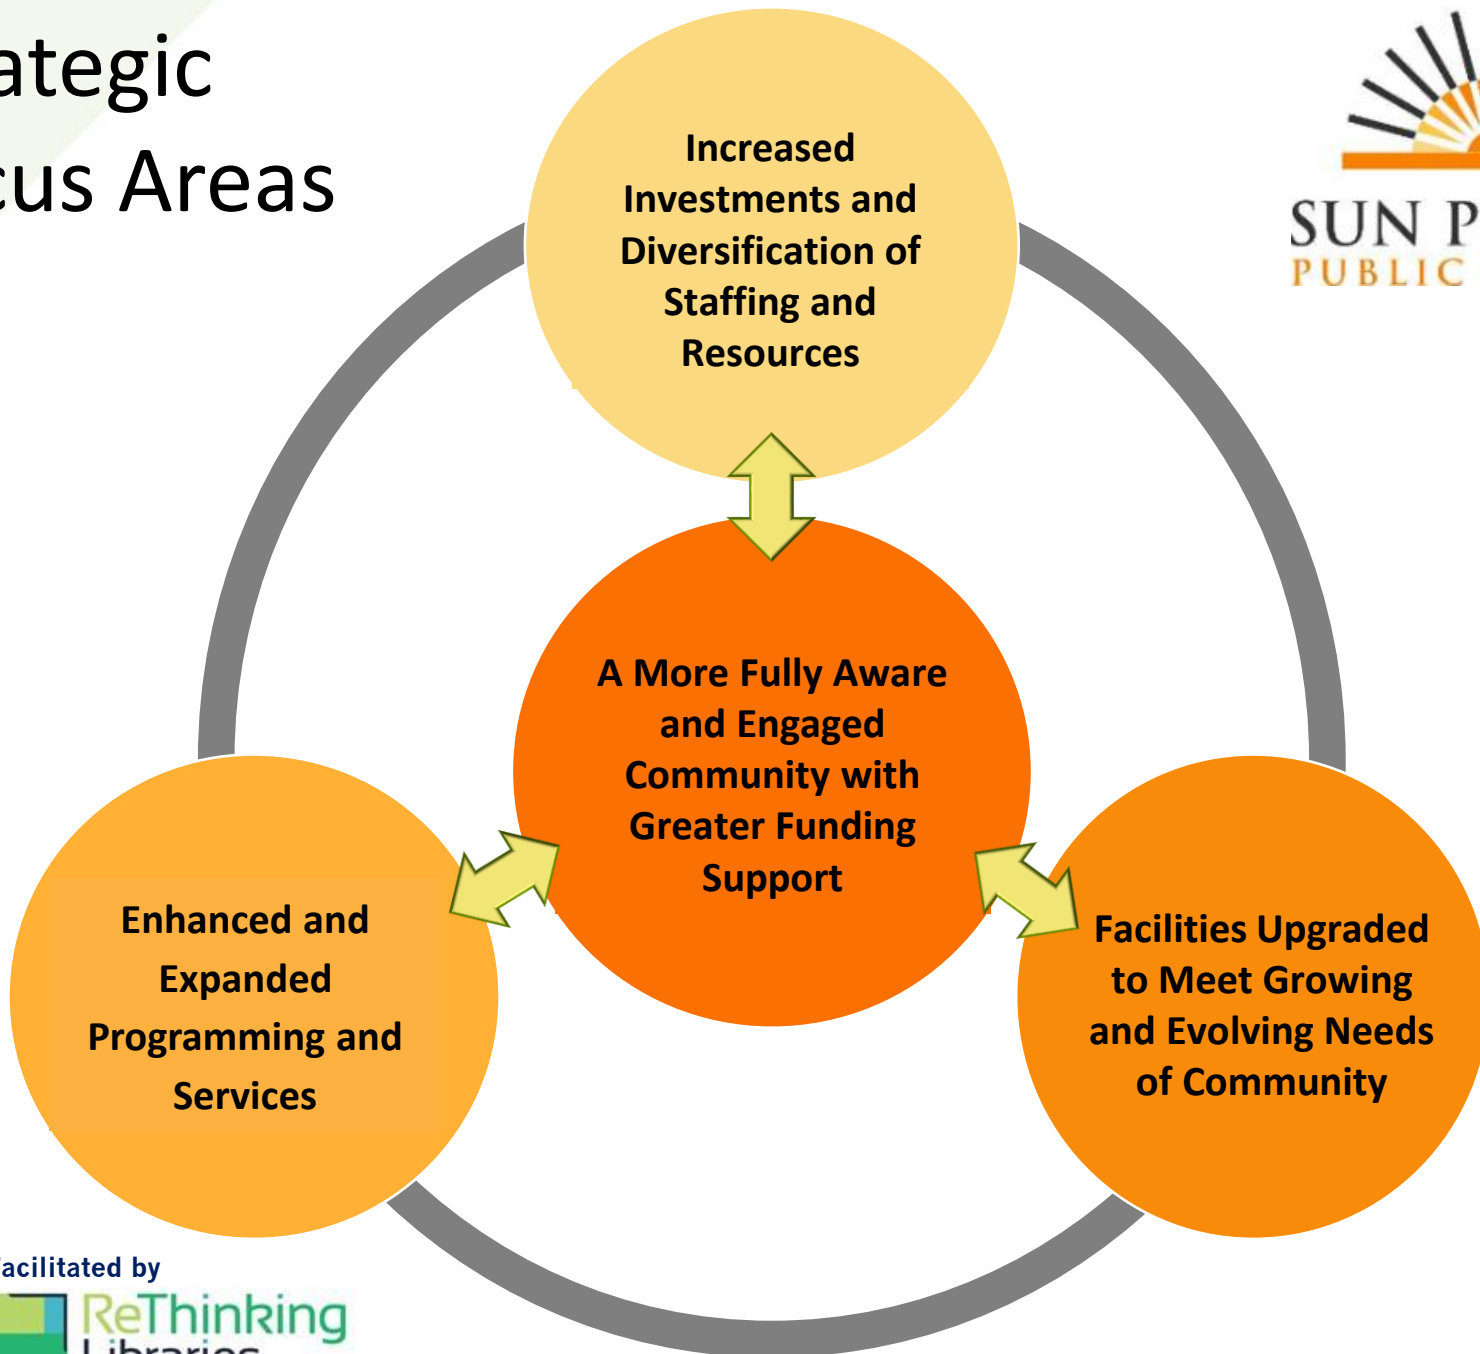 ategic
cus Areas
SUN P
PUBLIC
Increased
Investments and
Diversification of
Staffing and
Resources
A More Fully Aware
and Engaged
Community with
Greater Funding
Support
Enhanced and
Expanded
Programming and
Services
Facilities Upgraded
to Meet Growing
and Evolving Needs
of Community
acilitated by
ReThinking
Libraries